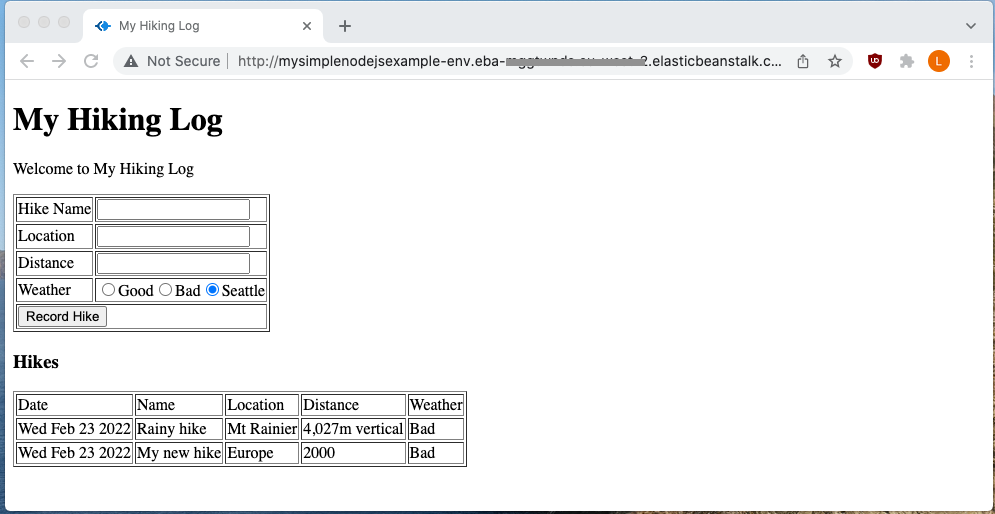 My Hiking Log
Not Secure | http://mysimplenodejsexample-env.eba- 2.elasticbeanstalk.c...
L
My Hiking Log
Welcome to My Hiking Log
Hike Name
Location
Distance
Weather Good Bad Seattle
Record Hike
Hikes
Date Name Location Distance Weather
Wed Feb 23 2022 Rainy hike Mt Rainier 4,027m vertical Bad
Wed Feb 23 2022 My new hike Europe 2000 Bad